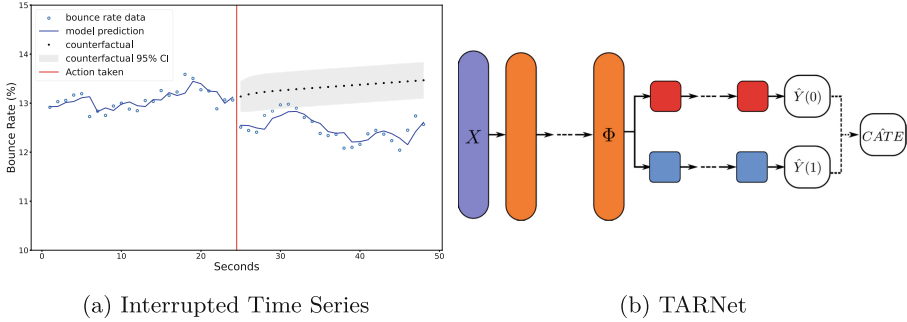 bounce rate data
model prediction
counterfactual
counterfactual 95% CI
Action taken
Bounce Rate (%)
15
14
13
12
11
10
0
10
20
30
40
50
Seconds
(a) Interrupted Time Series
X
Φ
Ŷ(0)
Ŷ(1)
CÂTE
(b) TARNet